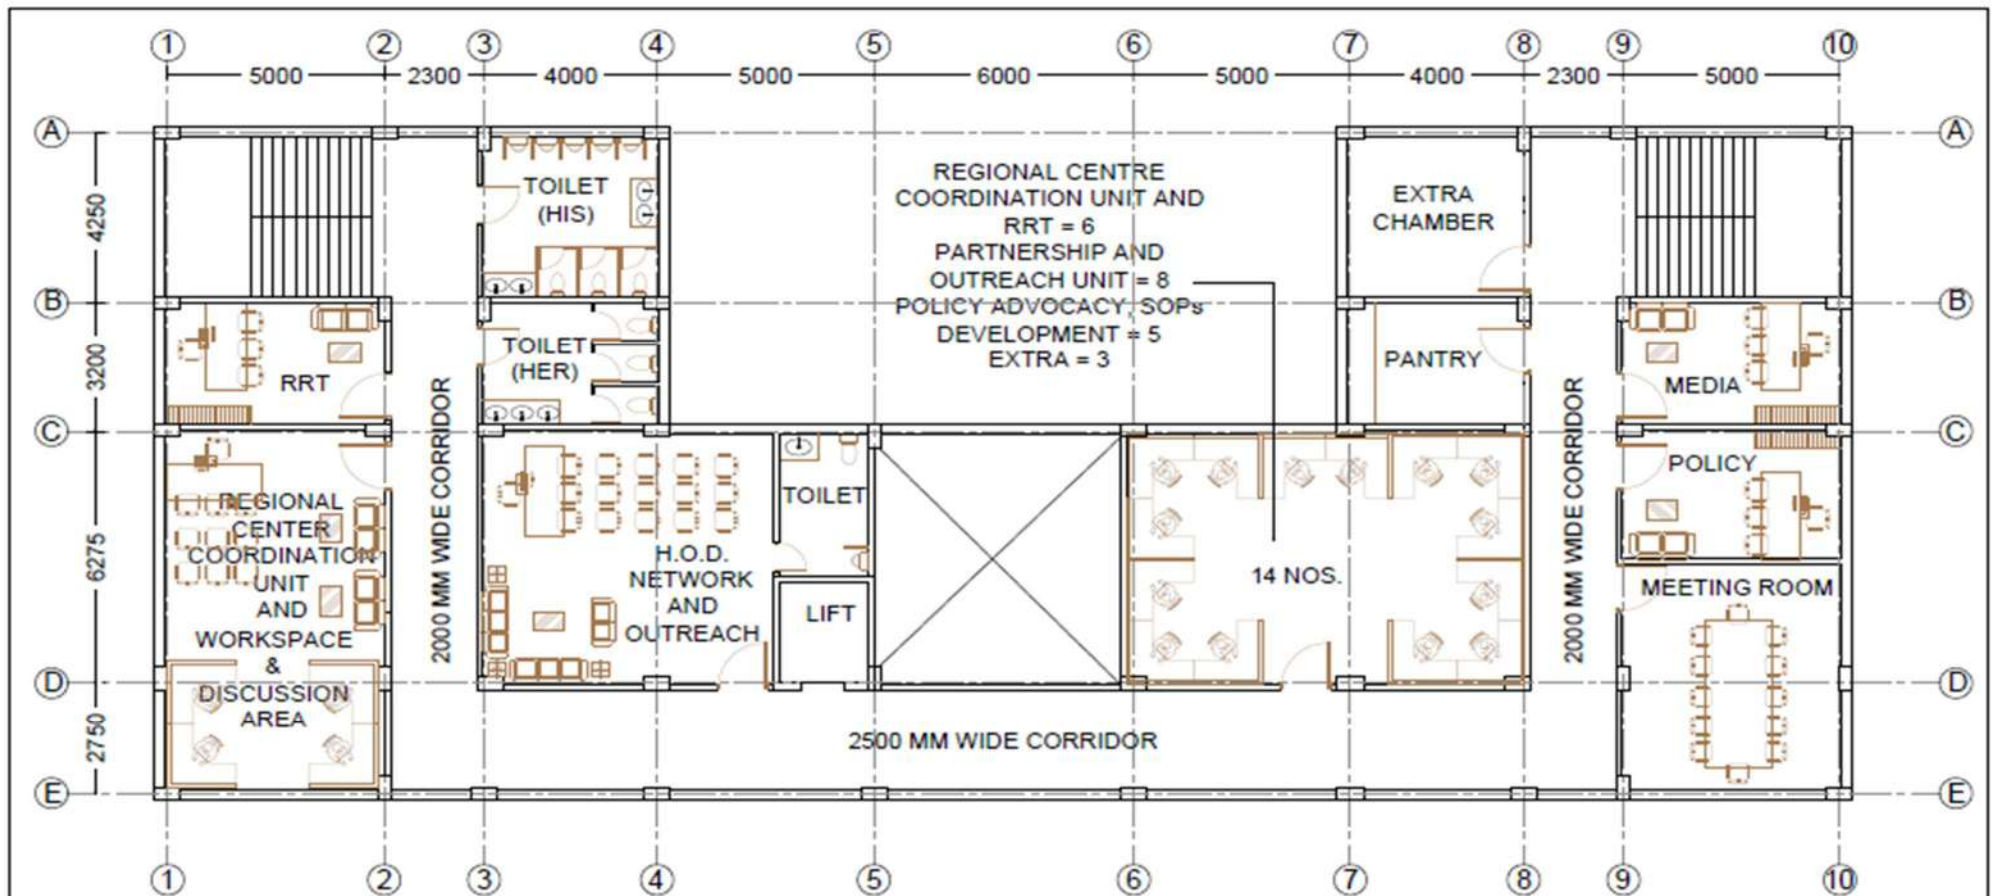 1 2 3 4 5 6 7 8 9 10
5000 2300 4000 5000 6000 5000 4000 2300 5000
A
A
4250
TOILET
(HIS)
REGIONAL CENTRE
COORDINATION UNIT AND
RRT = 6
PARTNERSHIP AND
OUTREACH UNIT = 8
POLICY ADVOCACY, SOPs
DEVELOPMENT = 5
EXTRA = 3
EXTRA
CHAMBER
B
B
3200
RRT
TOILET
(HER)
PANTRY
MEDIA
C
C
6275
REGIONAL
CENTER
COORDINATION
UNIT
AND
WORKSPACE
&
DISCUSSION
AREA
2000 MM WIDE CORRIDOR
H.O.D.
NETWORK
AND
OUTREACH
TOILET
LIFT
14 NOS.
2000 MM WIDE CORRIDOR
POLICY
MEETING ROOM
D
D
2750
2500 MM WIDE CORRIDOR
E
E
1 2 3 4 5 6 7 8 9 10